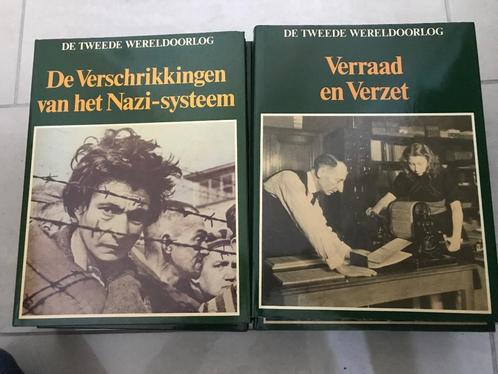 DE TWEEDE WERELDOORLOG
De Verschrikkingen
van het Nazi-systeem
DE TWEEDE WERELDOORLOG
Verraad
en Verzet